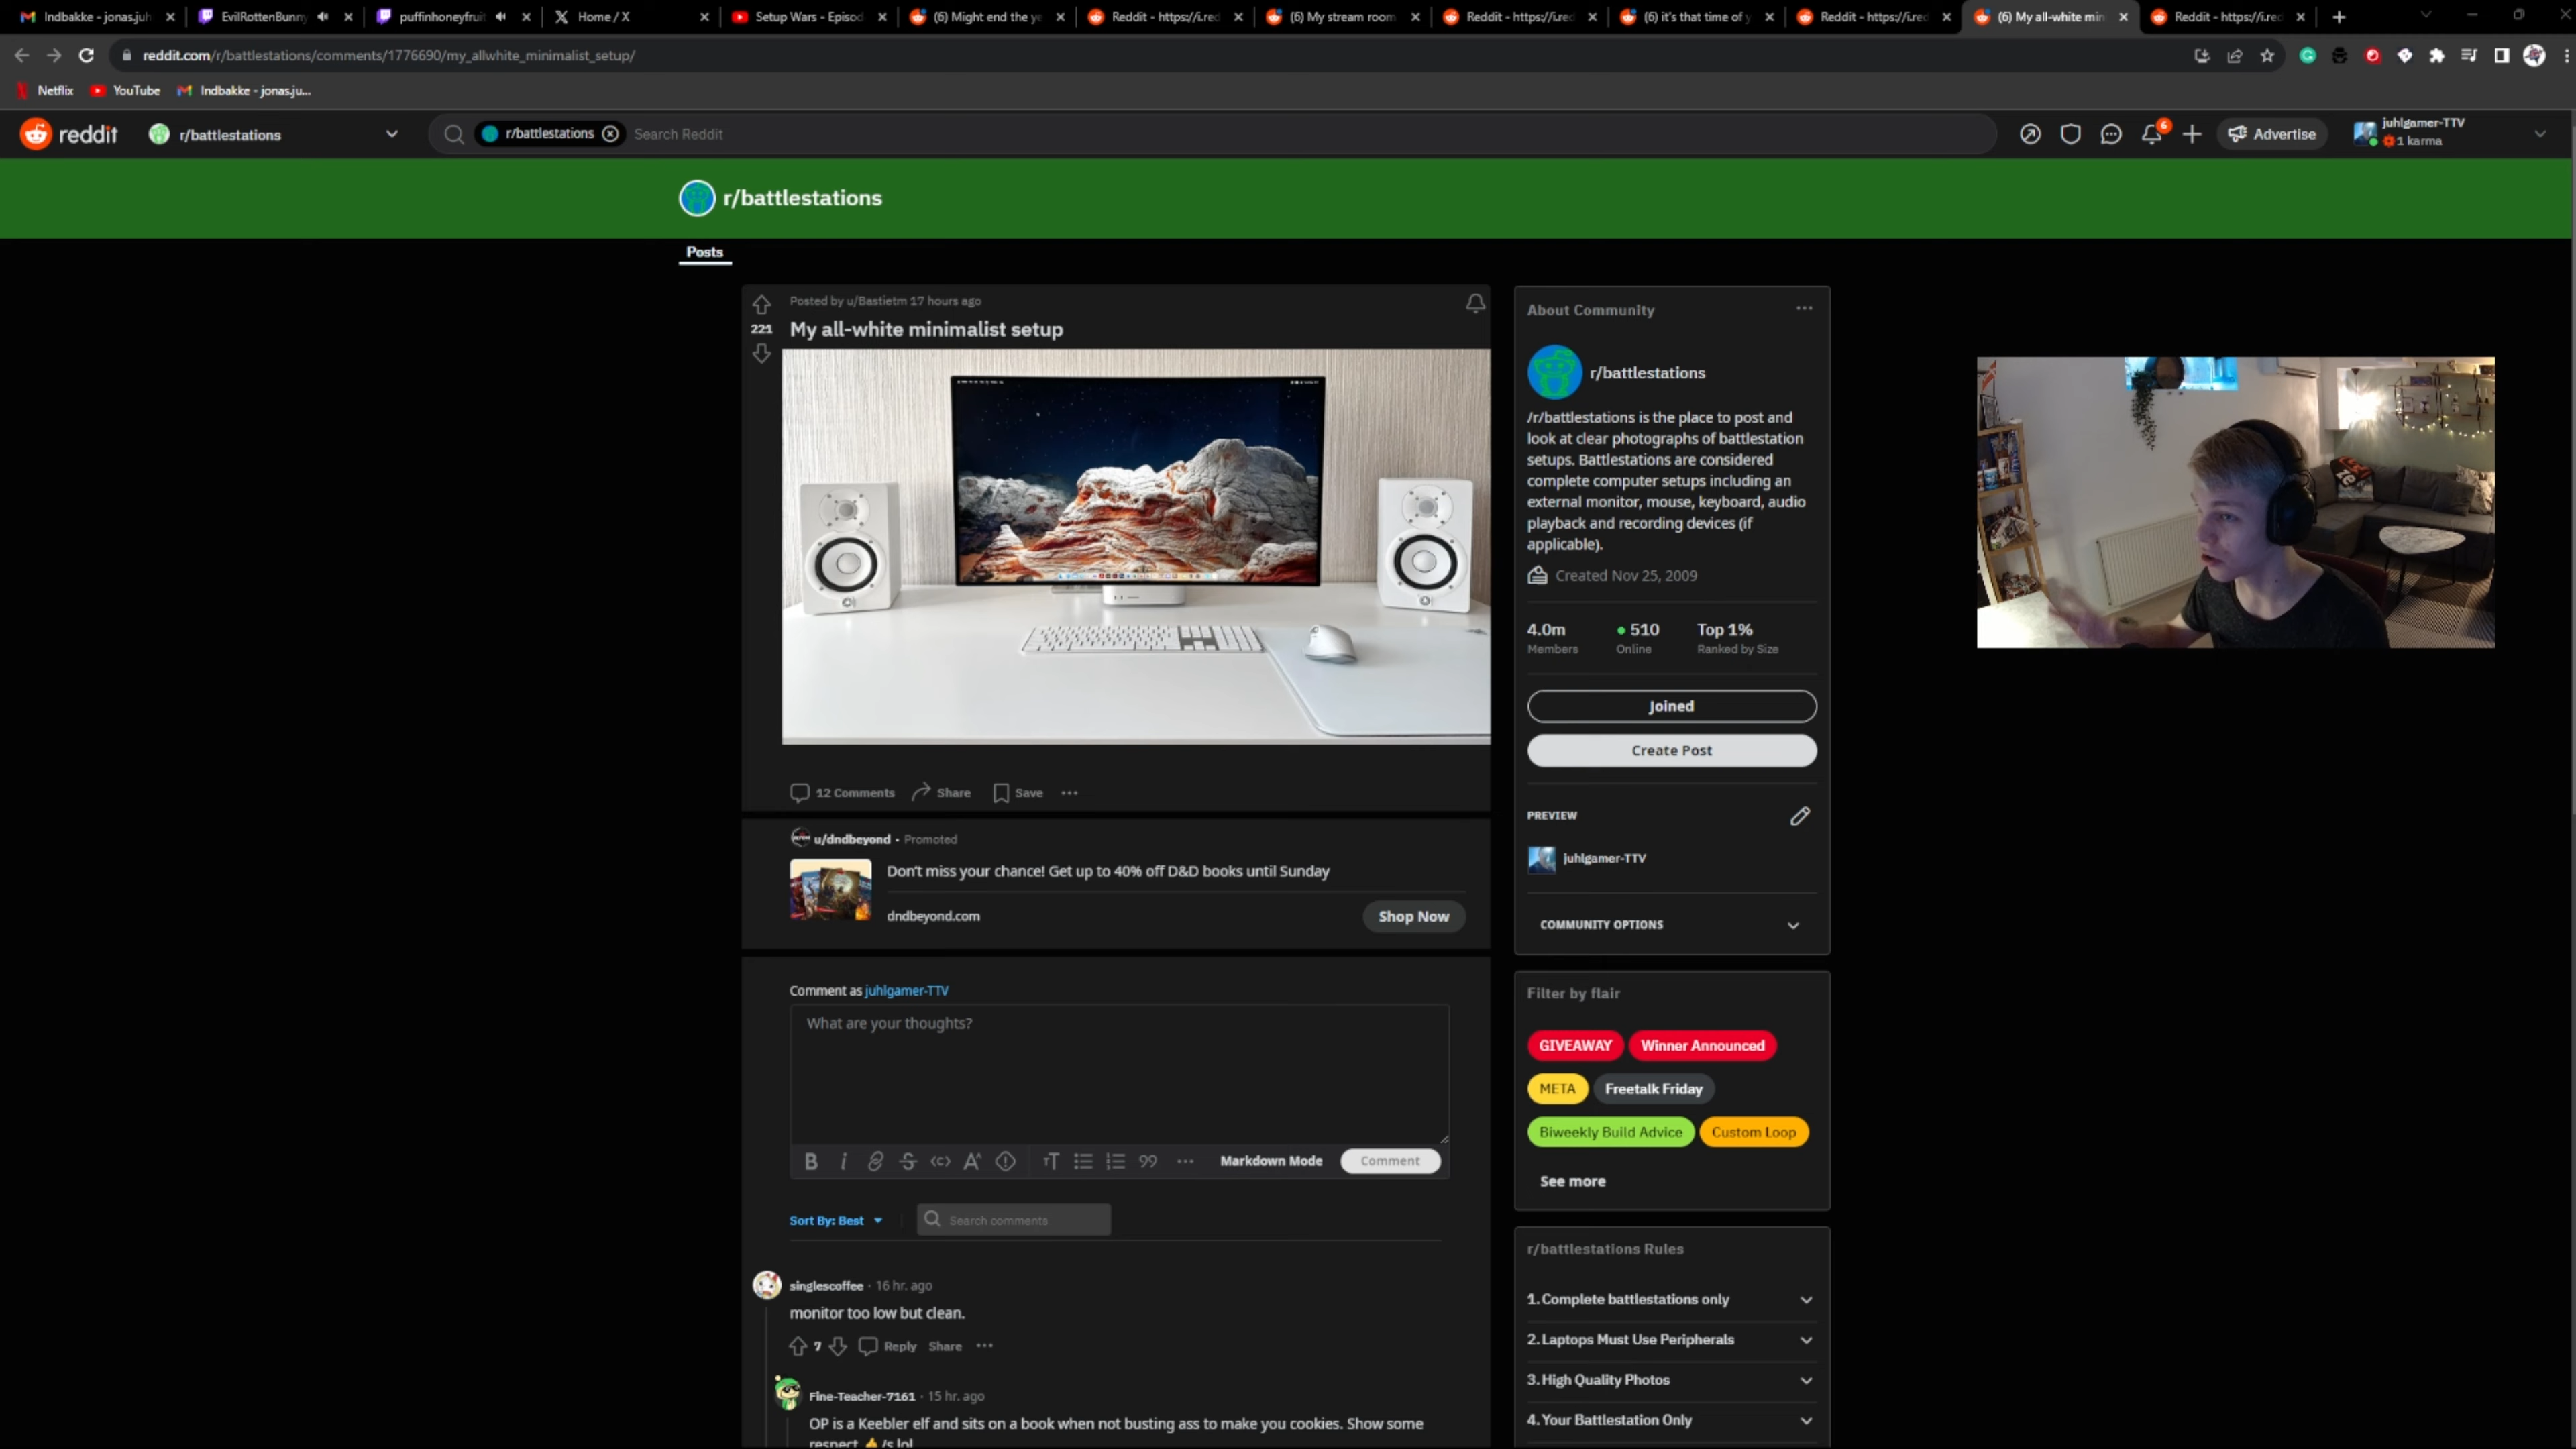 Indbakke - jonas.juh
EvilRottenBunny
puffinhoneyfruit
Home / X
Setup Wars - Episod
(6) Might end the ye
Reddit - https://i.red
(6) My stream room
Reddit - https://i.red
(6) it's that time of y
Reddit - https://i.red
(6) My all-white min
Reddit - https://i.red
reddit.com/r/battlestations/comments/1776690/my_allwhite_minimalist_setup/
Netflix
YouTube
Indbakke - jonas.ju...
reddit
r/battlestations
r/battlestations
Search Reddit
6
Advertise
juhlgamer-TTV
1 karma
r/battlestations
Posts
Posted by u/Bastietm 17 hours ago
221
My all-white minimalist setup
12 Comments
Share
Save
u/dndbeyond • Promoted
Don't miss your chance! Get up to 40% off D&D books until Sunday
dndbeyond.com
Shop Now
Comment as juhlgamer-TTV
What are your thoughts?
Markdown Mode
Comment
Sort By: Best
Search comments
singlescoffee · 16 hr. ago
monitor too low but clean.
7
Reply
Share
Fine-Teacher-7161 · 15 hr. ago
OP is a Keebler elf and sits on a book when not busting ass to make you cookies. Show some
respect 👍 /s lol
About Community
r/battlestations
/r/battlestations is the place to post and
look at clear photographs of battlestation
setups. Battlestations are considered
complete computer setups including an
external monitor, mouse, keyboard, audio
playback and recording devices (if
applicable).
Created Nov 25, 2009
4.0m
510
Top 1%
Members
Online
Ranked by Size
Joined
Create Post
PREVIEW
juhlgamer-TTV
COMMUNITY OPTIONS
Filter by flair
GIVEAWAY
Winner Announced
META
Freetalk Friday
Biweekly Build Advice
Custom Loop
See more
r/battlestations Rules
1. Complete battlestations only
2. Laptops Must Use Peripherals
3. High Quality Photos
4. Your Battlestation Only